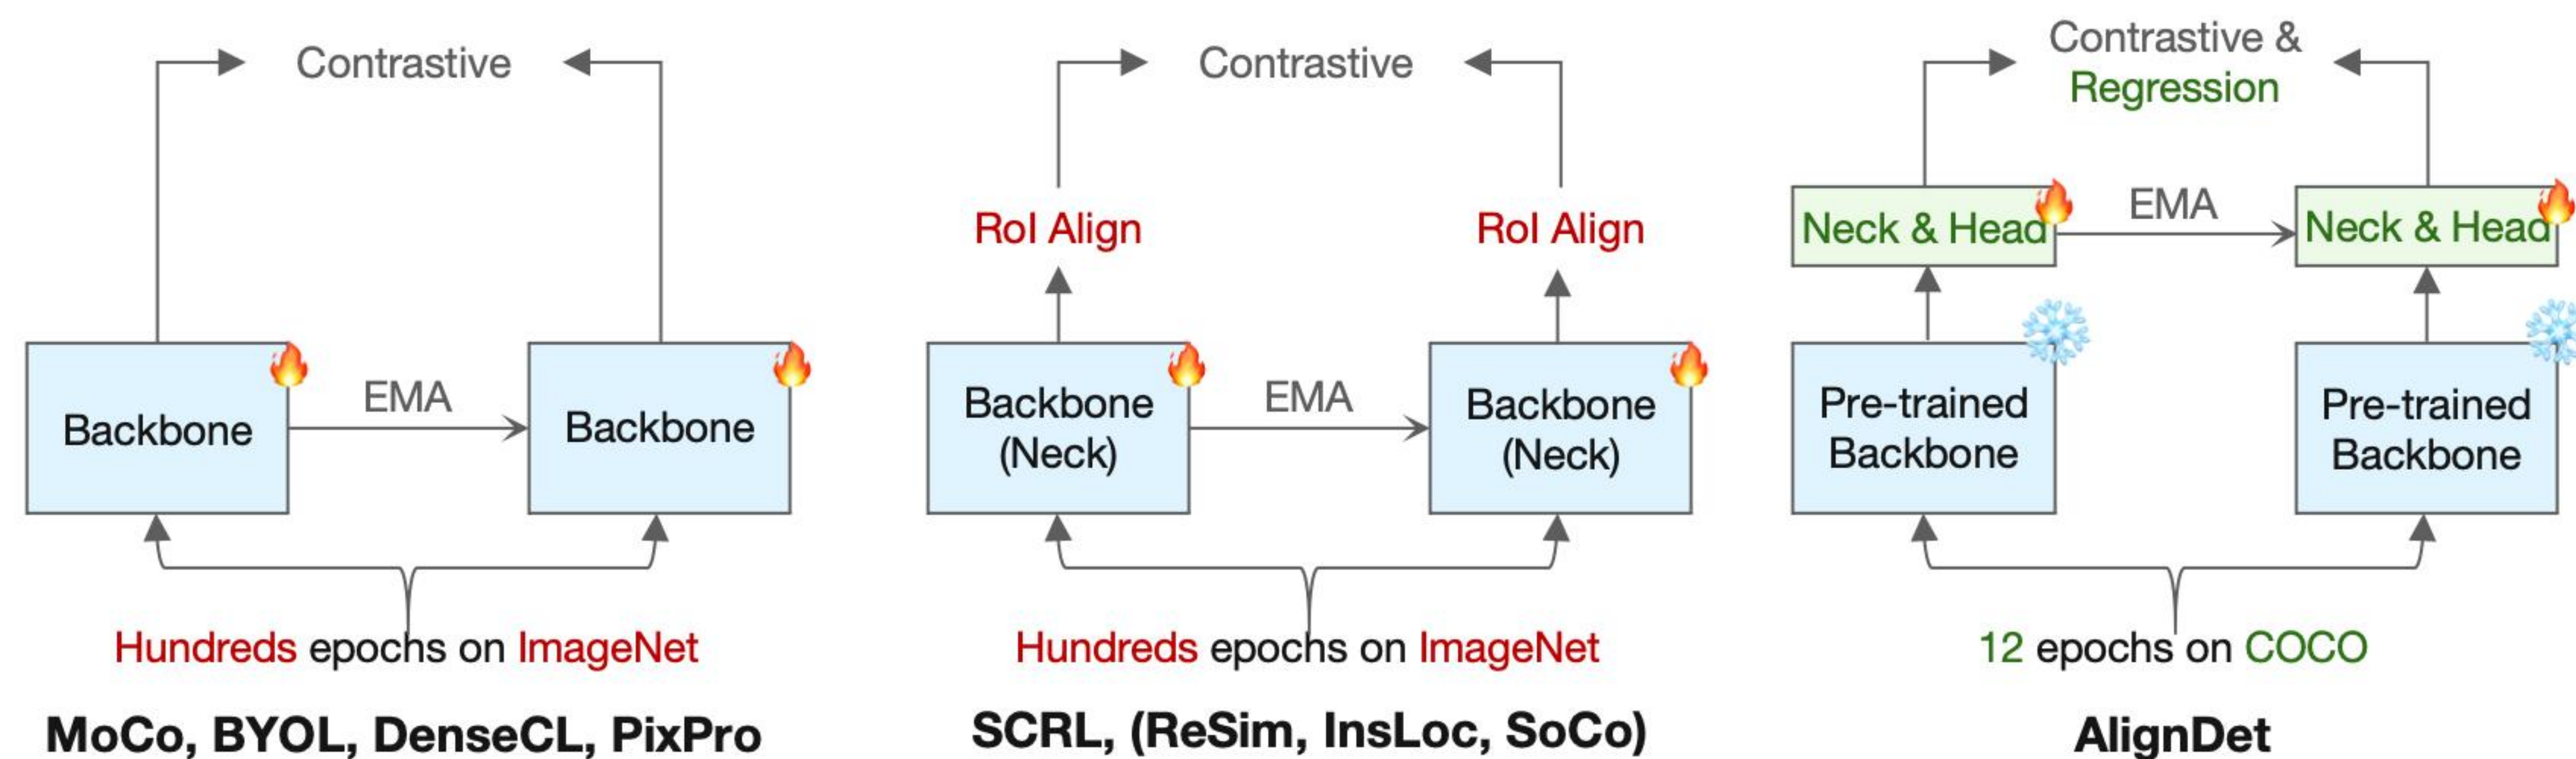 Contrastive
Backbone
EMA
Backbone
Hundreds epochs on ImageNet
MoCo, BYOL, DenseCL, PixPro
Contrastive
RoI Align
RoI Align
Backbone
(Neck)
EMA
Backbone
(Neck)
Hundreds epochs on ImageNet
SCRL, (ReSim, InsLoc, SoCo)
Contrastive &
Regression
Neck & Head
EMA
Neck & Head
Pre-trained
Backbone
Pre-trained
Backbone
12 epochs on COCO
AlignDet